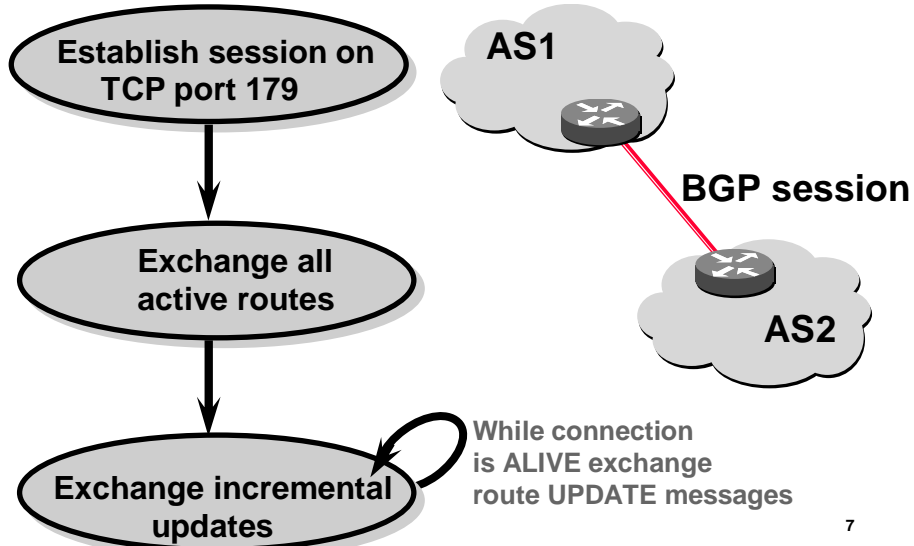 Establish session on
TCP port 179
AS1
BGP session
Exchange all
active routes
AS2
While connection
is ALIVE exchange
route UPDATE messages
Exchange incremental
updates
7